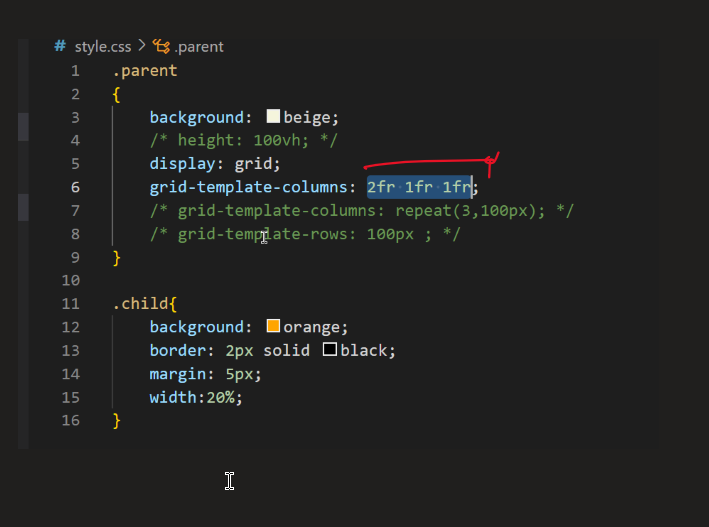 # style.css > .parent
1 .parent
2 {
3 background: beige;
4 /* height: 100vh; */
5 display: grid;
6 grid-template-columns: 2fr 1fr 1fr;
7 /* grid-template-columns: repeat(3,100px); */
8 /* grid-template-rows: 100px ; */
9 }
10
11 .child{
12 background: orange;
13 border: 2px solid black;
14 margin: 5px;
15 width:20%;
16 }